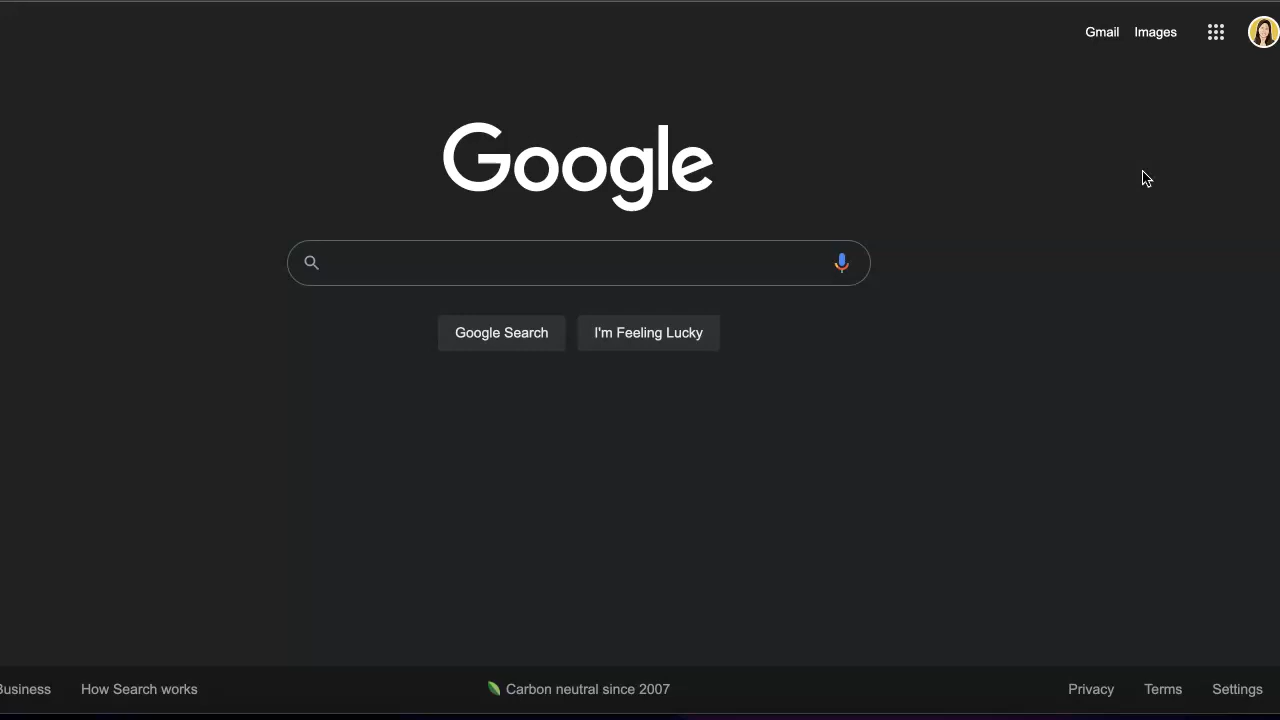 Gmail Images
Google
Google Search I'm Feeling Lucky
Business How Search works Carbon neutral since 2007 Privacy Terms Settings